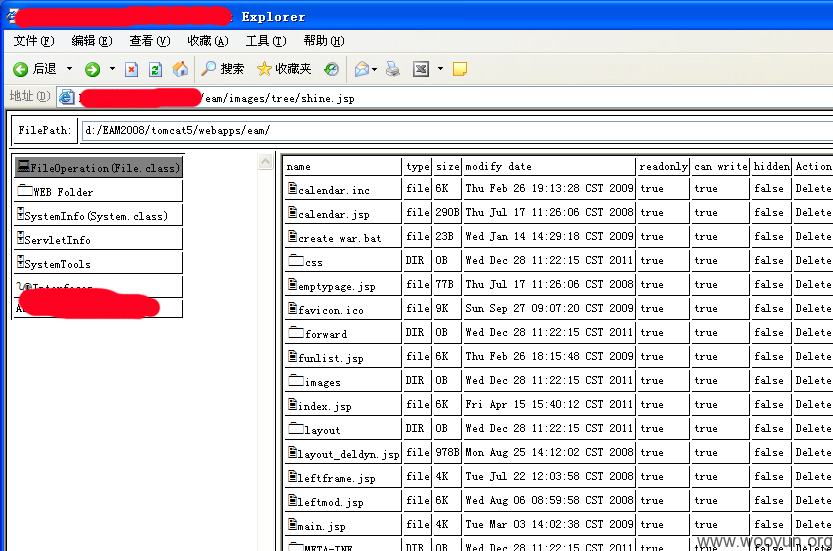 Explorer
文件(F) 编辑(E) 查看(V) 收藏(A) 工具(T) 帮助(H)
后退 搜索 收藏夹
地址(D) /eam/images/tree/shine.jsp
FilePath: d:/EAM2008/tomcat5/webapps/eam/
FileOperation(File.class)
WEB Folder
SystemInfo(System.class)
ServletInfo
SystemTools
Interfaces
name type size modify date readonly can write hidden Action
calendar.inc file 6K Thu Feb 26 19:13:28 CST 2009 true true false Delete
calendar.jsp file 290B Thu Jul 17 11:26:06 CST 2008 true true false Delete
create war.bat file 23B Wed Jan 14 14:29:18 CST 2009 true true false Delete
css DIR 0B Wed Dec 28 11:22:15 CST 2011 true true false Delete
emptypage.jsp file 77B Thu Jul 17 11:26:06 CST 2008 true true false Delete
favicon.ico file 9K Sun Sep 27 09:07:20 CST 2009 true true false Delete
forward DIR 0B Wed Dec 28 11:22:15 CST 2011 true true false Delete
funlist.jsp file 6K Thu Feb 26 18:15:48 CST 2009 true true false Delete
images DIR 0B Wed Dec 28 11:22:15 CST 2011 true true false Delete
index.jsp file 6K Fri Apr 15 15:40:12 CST 2011 true true false Delete
layout DIR 0B Wed Dec 28 11:22:15 CST 2011 true true false Delete
layout_deldyn.jsp file 978B Mon Aug 25 14:12:02 CST 2008 true true false Delete
leftframe.jsp file 4K Tue Jul 22 12:03:58 CST 2008 true true false Delete
leftmod.jsp file 6K Wed Aug 06 08:59:58 CST 2008 true true false Delete
main.jsp file 4K Tue Mar 03 14:02:38 CST 2009 true true false Delete
META-INF DIR 0B Wed Dec 28 11:22:15 CST 2011 true true false Delete
www.wooyun.org